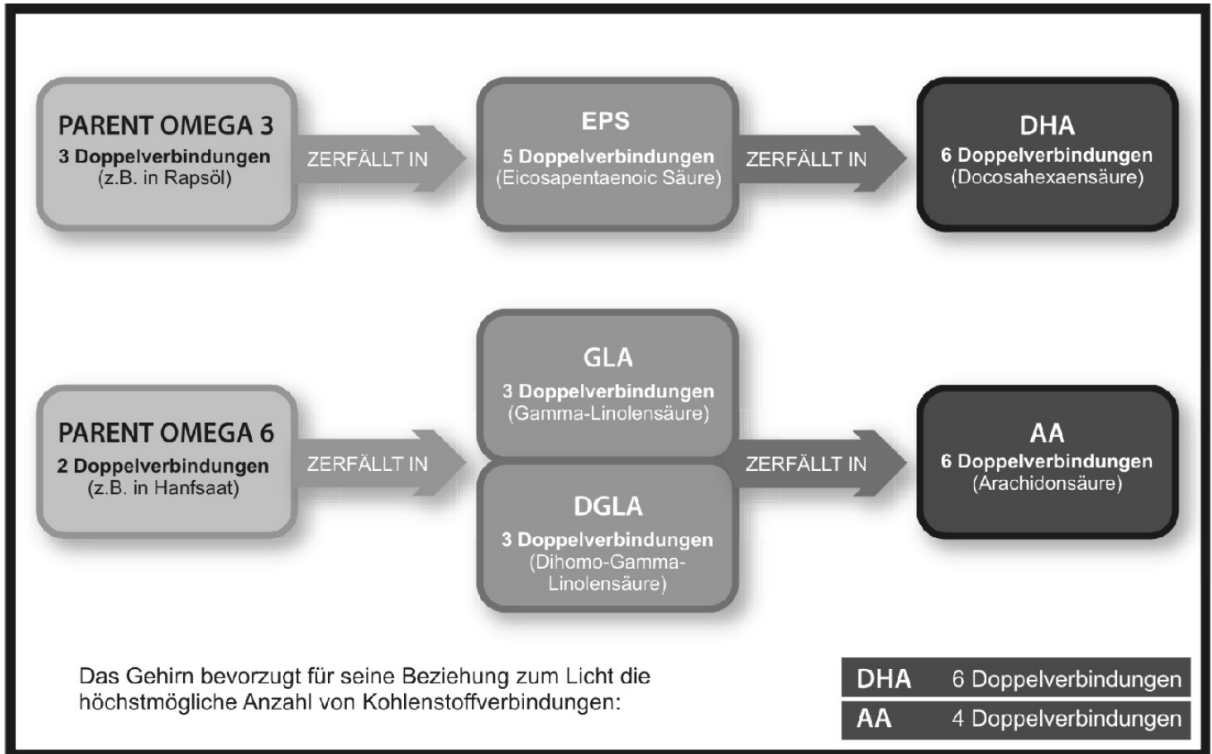 PARENT OMEGA 3
3 Doppelverbindungen
(z.B. in Rapsöl)
ZERFÄLLT IN
EPS
5 Doppelverbindungen
(Eicosapentaenoic Säure)
ZERFÄLLT IN
DHA
6 Doppelverbindungen
(Docosahexaensäure)
PARENT OMEGA 6
2 Doppelverbindungen
(z.B. in Hanfsaat)
ZERFÄLLT IN
GLA
3 Doppelverbindungen
(Gamma-Linolensäure)
DGLA
3 Doppelverbindungen
(Dihomo-Gamma-
Linolensäure)
ZERFÄLLT IN
AA
6 Doppelverbindungen
(Arachidonsäure)
Das Gehirn bevorzugt für seine Beziehung zum Licht die
höchstmögliche Anzahl von Kohlenstoffverbindungen:
DHA 6 Doppelverbindungen
AA 4 Doppelverbindungen